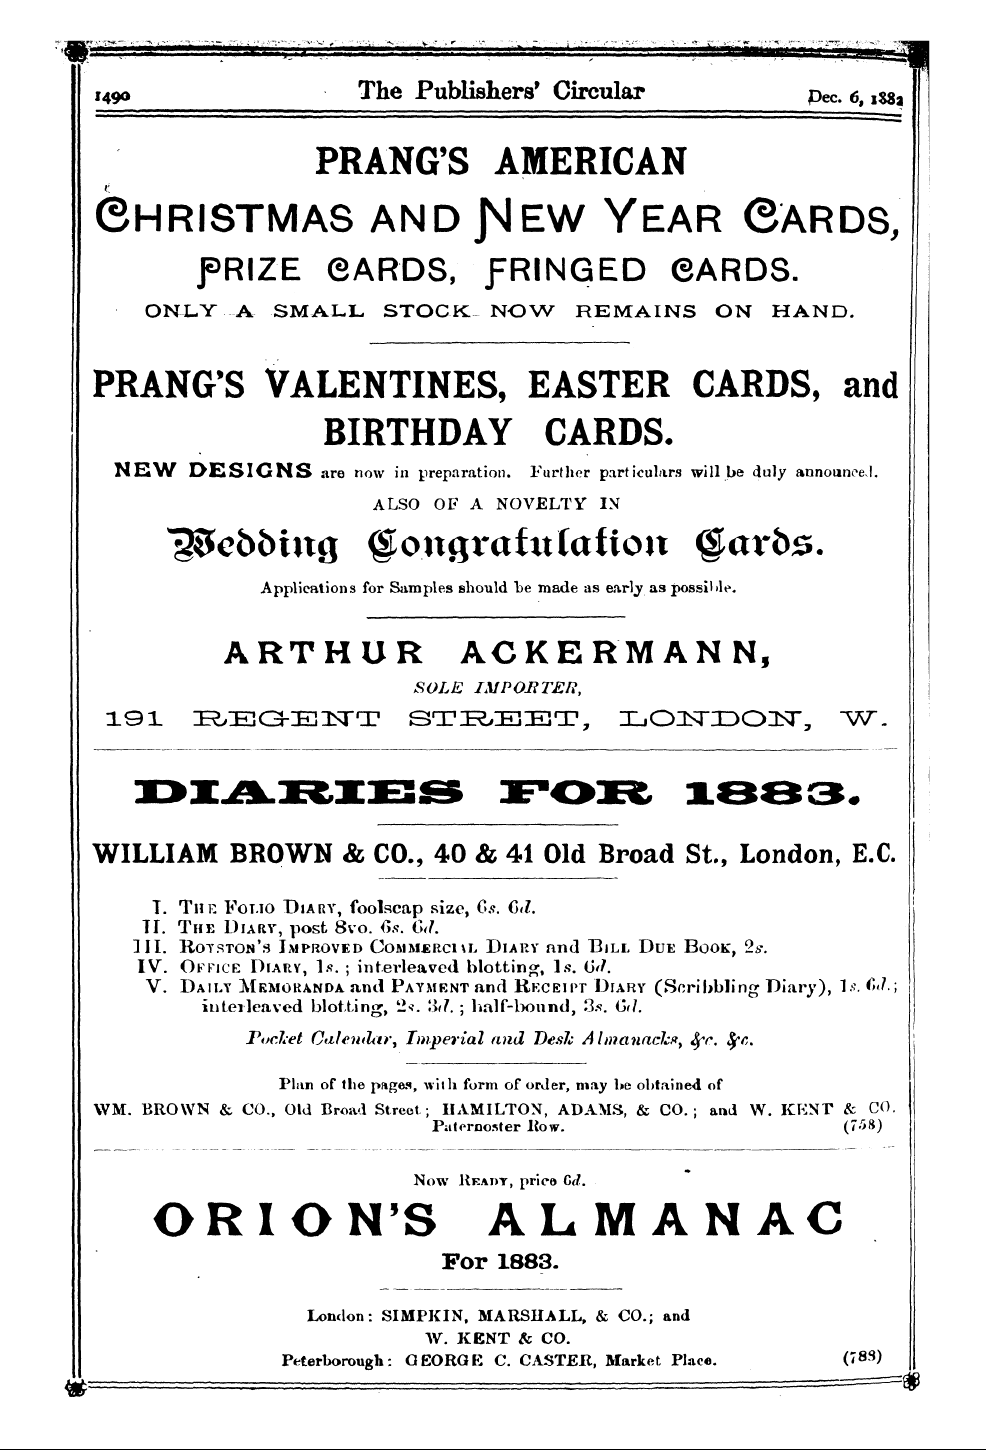 1490 The Publishers' Circular Dec. 6, 1882
PRANG'S AMERICAN
CHRISTMAS AND NEW YEAR CARDS,
PRIZE CARDS, FRINGED CARDS.
ONLY A SMALL STOCK NOW REMAINS ON HAND.
PRANG'S VALENTINES, EASTER CARDS, and
BIRTHDAY CARDS.
NEW DESIGNS are now in preparation. Further particulars will be duly announced.
ALSO OF A NOVELTY IN
Wedding Congratulation Cards.
Applications for Samples should be made as early as possible.
ARTHUR ACKERMANN,
SOLE IMPORTER,
191 REGENT STREET, LONDON, W.
DIARIES FOR 1883.
WILLIAM BROWN & CO., 40 & 41 Old Broad St., London, E.C.
I. THE FOLIO DIARY, foolscap size, 6s. 6d.
II. THE DIARY, post 8vo. 6s. 6d.
III. ROYSTON'S IMPROVED COMMERCIAL DIARY and BILL DUE BOOK, 2s.
IV. OFFICE DIARY, 1s.; interleaved blotting, 1s. 6d.
V. DAILY MEMORANDA and PAYMENT and RECEIPT DIARY (Scribbling Diary), 1s. 6d.;
interleaved blotting, 2s. 3d.; half-bound, 3s. 6d.
Pocket Calendar, Imperial and Desk Almanacks, &c. &c.
Plan of the pages, with form of order, may be obtained of
WM. BROWN & CO., Old Broad Street; HAMILTON, ADAMS, & CO.; and W. KENT & CO.
Paternoster Row. (758)
NOW READY, price 6d.
ORION'S ALMANAC
For 1883.
London: SIMPKIN, MARSHALL, & CO.; and
W. KENT & CO.
Peterborough: GEORGE C. CASTER, Market Place. (788)